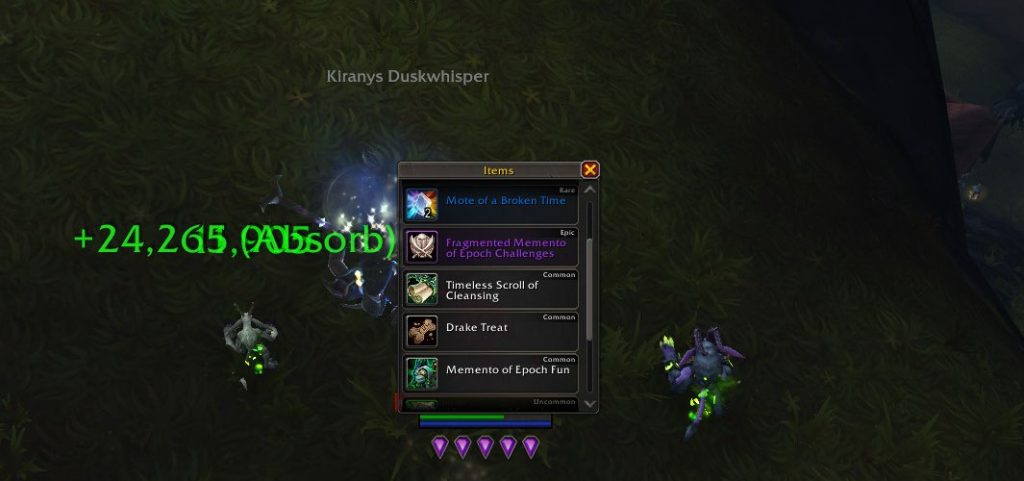 Kiranys Duskwhisper
Items
Rare
Mote of a Broken Time
2
Epic
Fragmented Memento
of Epoch Challenges
Common
Timeless Scroll of
Cleansing
Common
Drake Treat
Common
Memento of Epoch Fun
Uncommon